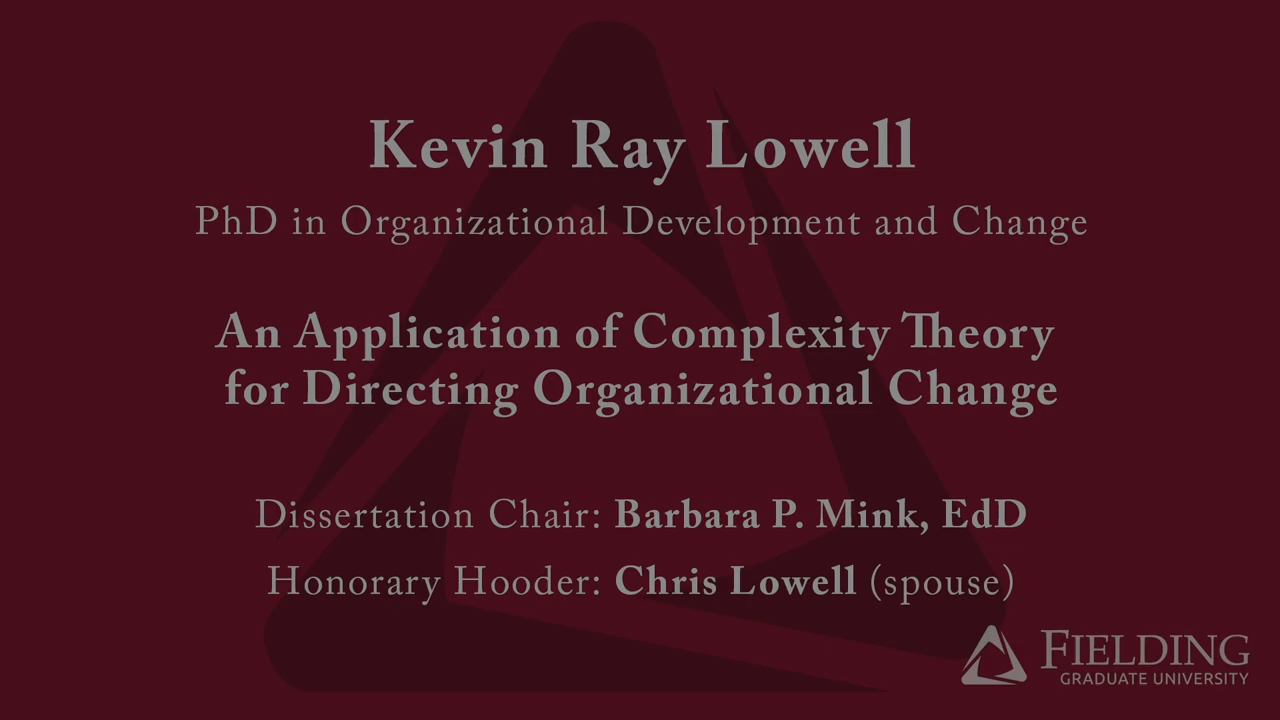 Kevin Ray Lowell
PhD in Organizational Development and Change
An Application of Complexity Theory
for Directing Organizational Change
Dissertation Chair: Barbara P. Mink, EdD
Honorary Hooder: Chris Lowell (spouse)
FIELDING
GRADUATE UNIVERSITY